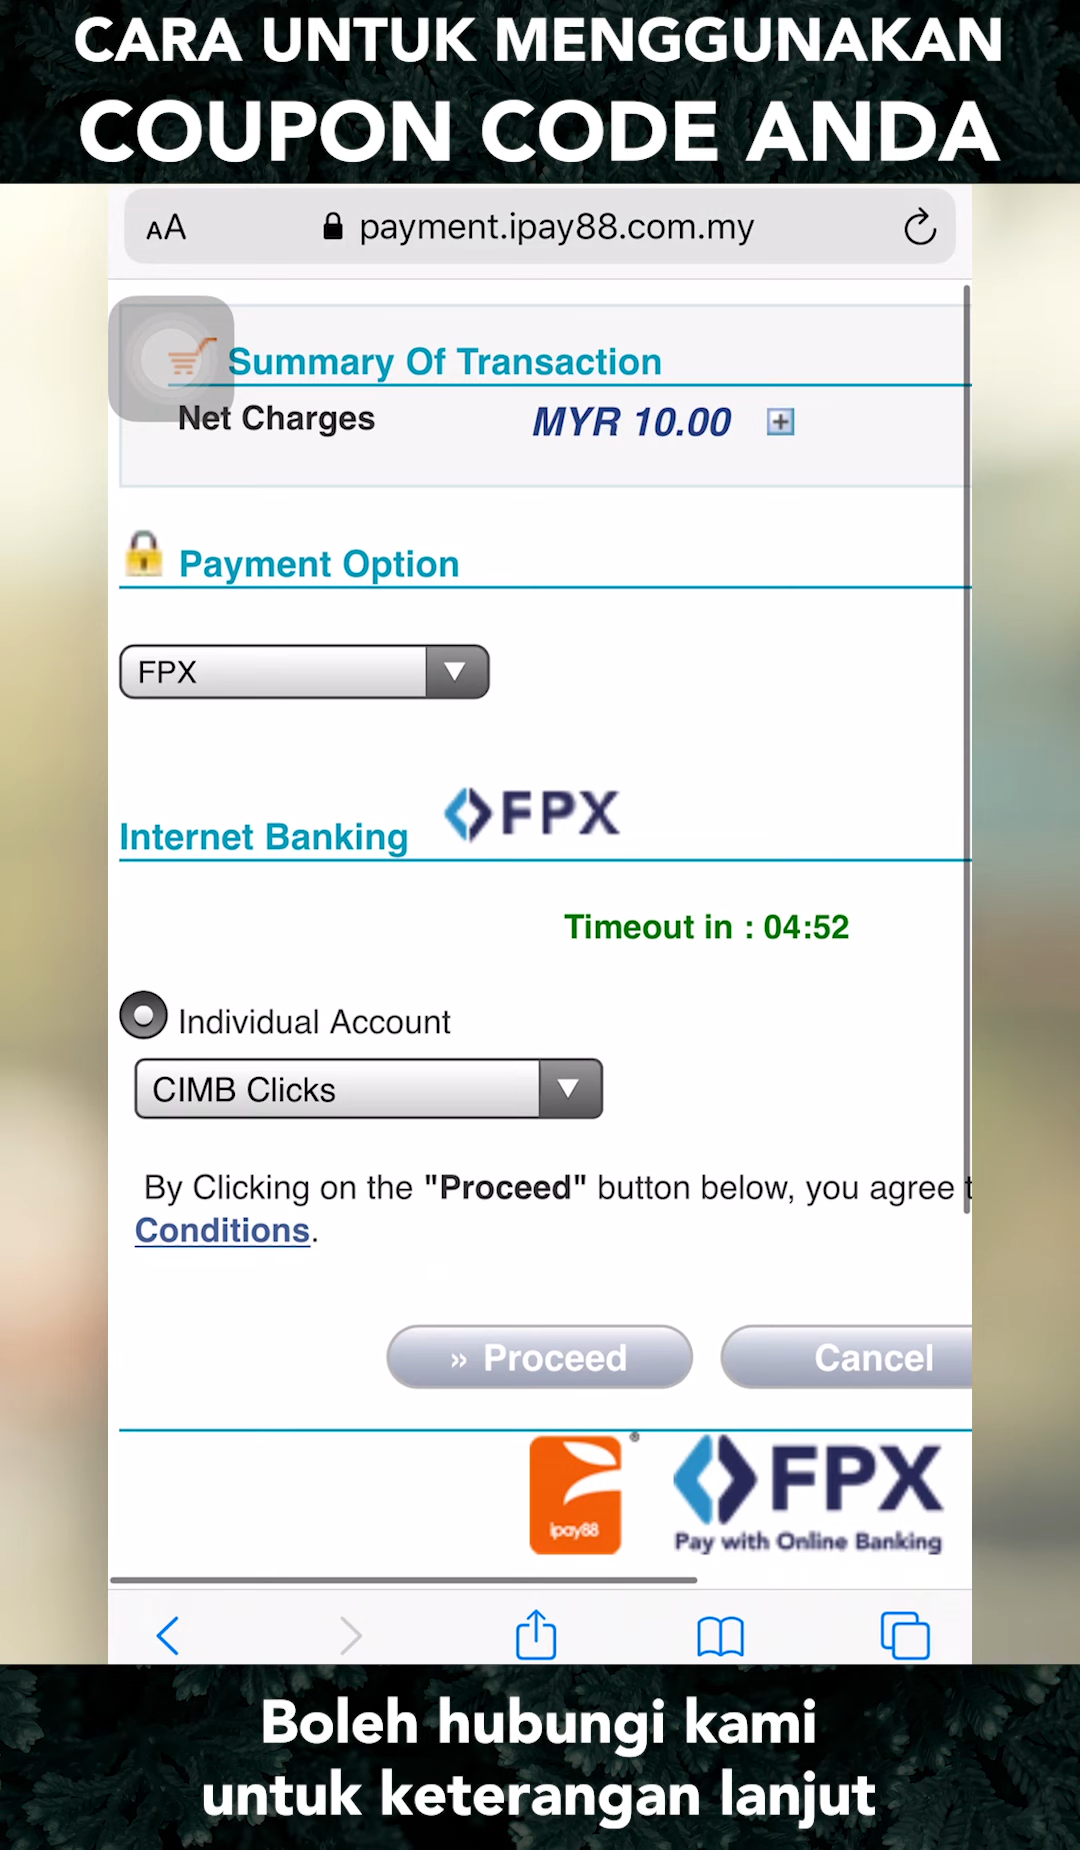 CARA UNTUK MENGGUNAKAN
COUPON CODE ANDA
AA payment.ipay88.com.my
Summary Of Transaction
Net Charges MYR 10.00
Payment Option
FPX
Internet Banking FPX
Timeout in : 04:52
Individual Account
CIMB Clicks
By Clicking on the "Proceed" button below, you agree t
Conditions.
» Proceed Cancel
ipay88 ® FPX
Pay with Online Banking
Boleh hubungi kami
untuk keterangan lanjut